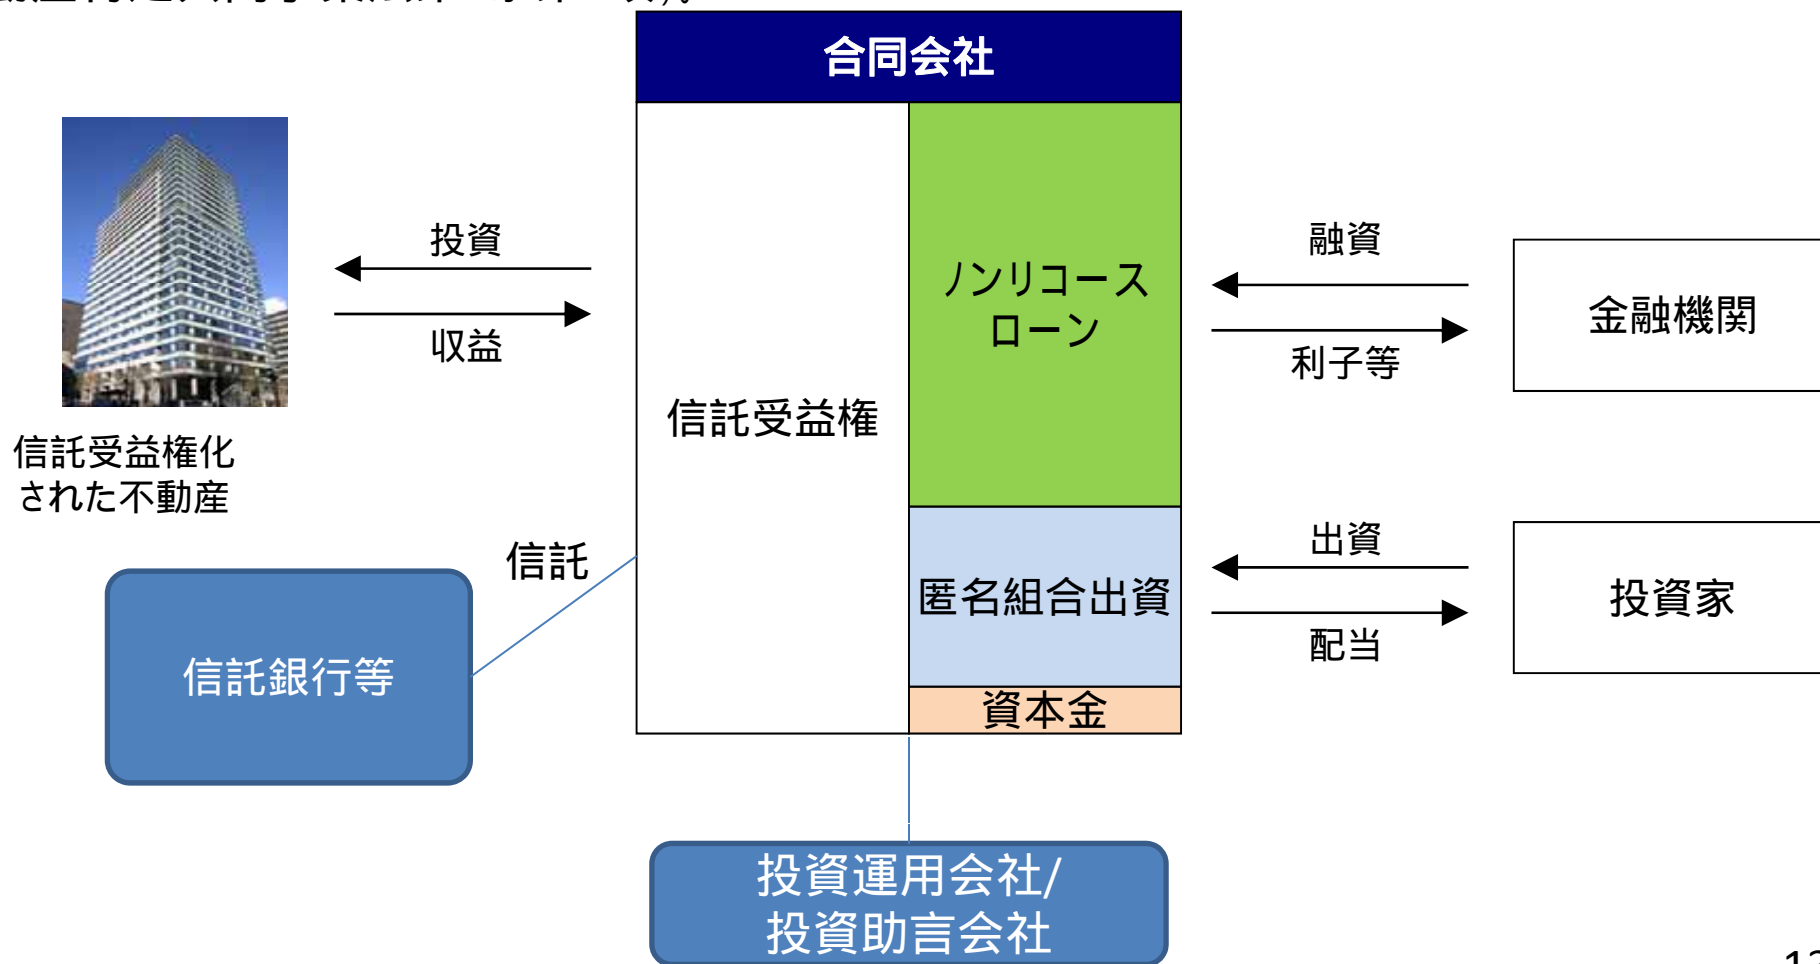 合同会社
投資
収益
信託受益権化
された不動産
信託受益権
ノンリコース
ローン
匿名組合出資
資本金
融資
利子等
金融機関
出資
配当
投資家
信託
信託銀行等
投資運用会社/
投資助言会社